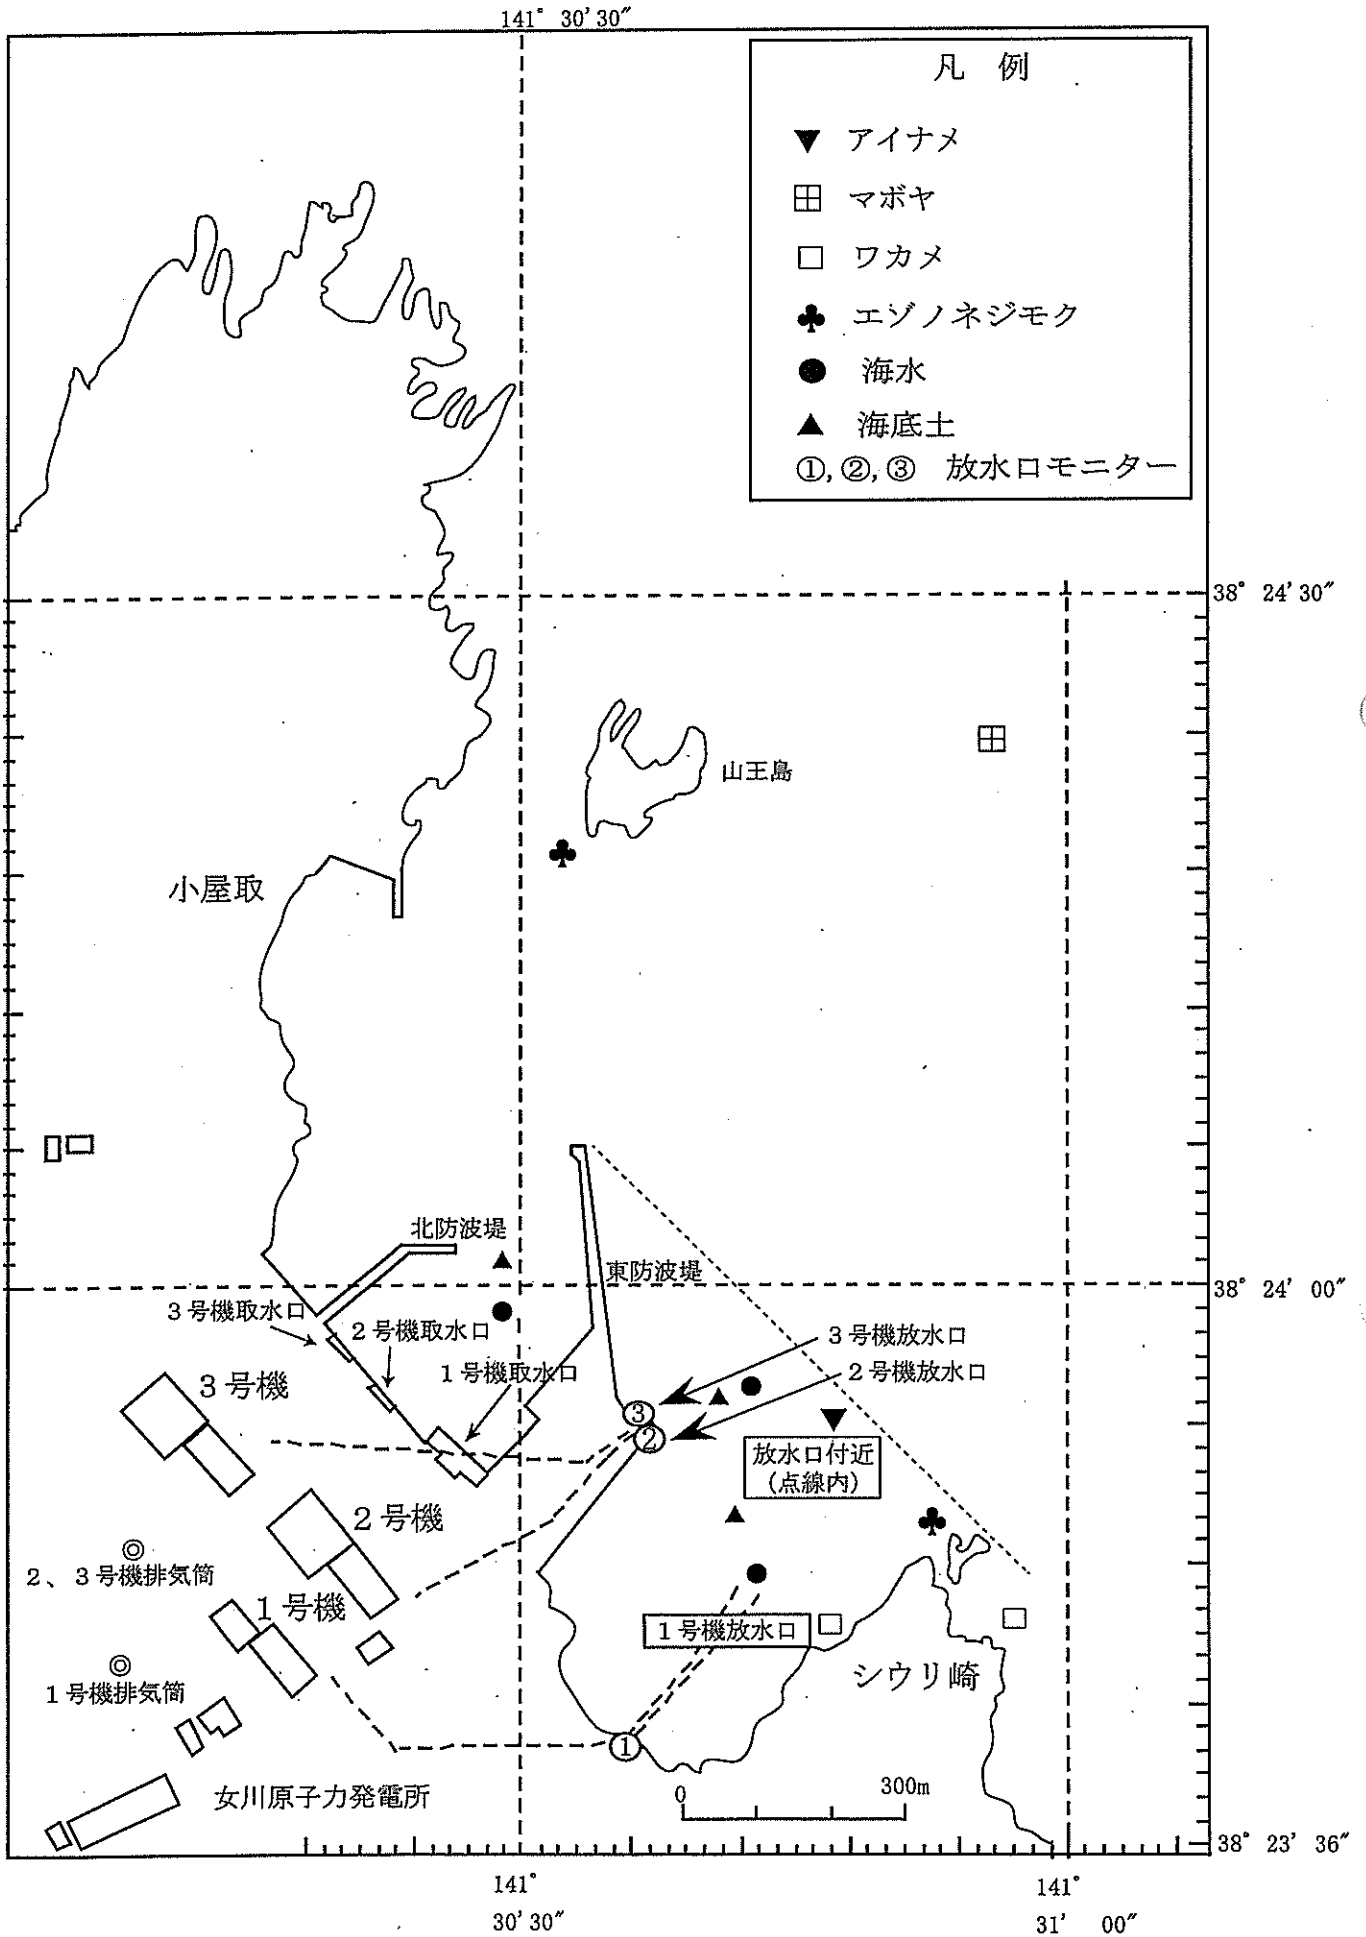 141° 30′30″
凡 例
アイナメ
マボヤ
ワカメ
エゾノネジモク
海水
海底土
①,②,③ 放水口モニター
38° 24′30″
山王島
小屋取
北防波堤
東防波堤
38° 24′00″
3号機取水口
2号機取水口
1号機取水口
3号機放水口
2号機放水口
3号機
③
②
放水口付近
(点線内)
2号機
2、3号機排気筒
1号機
1号機放水口
シウリ崎
1号機排気筒
①
女川原子力発電所
0 300m
38° 23′36″
141°
30′30″
141°
31′ 00″